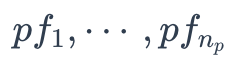 $pf_1, \cdots, pf_{n_p}$